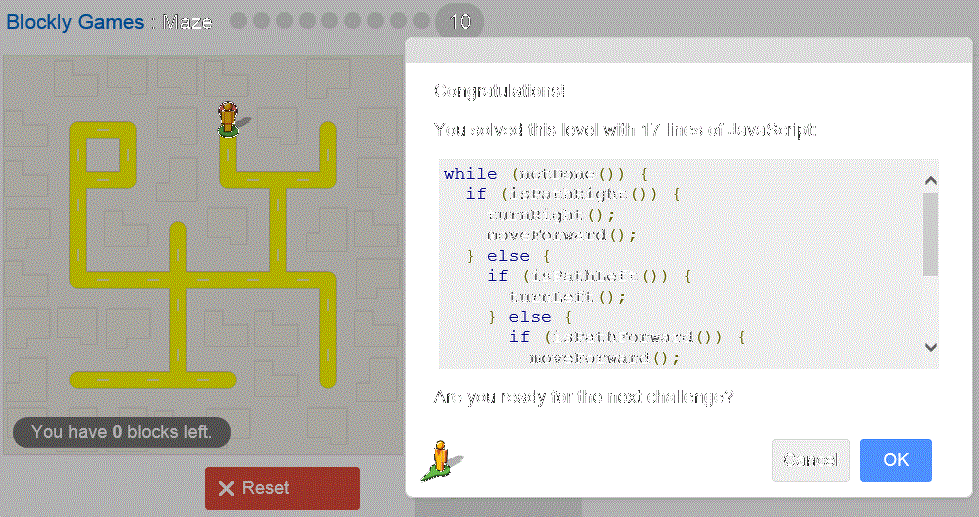 Blockly Games : Maze 10
Congratulations!
You solved this level with 17 lines of JavaScript:
while (notDone()) {
if (isPathRight()) {
turnRight();
moveForward();
} else {
if (isPathLeft()) {
turnLeft();
} else {
if (isPathForward()) {
moveForward();
Are you ready for the next challenge?
You have 0 blocks left.
Cancel
OK
Reset